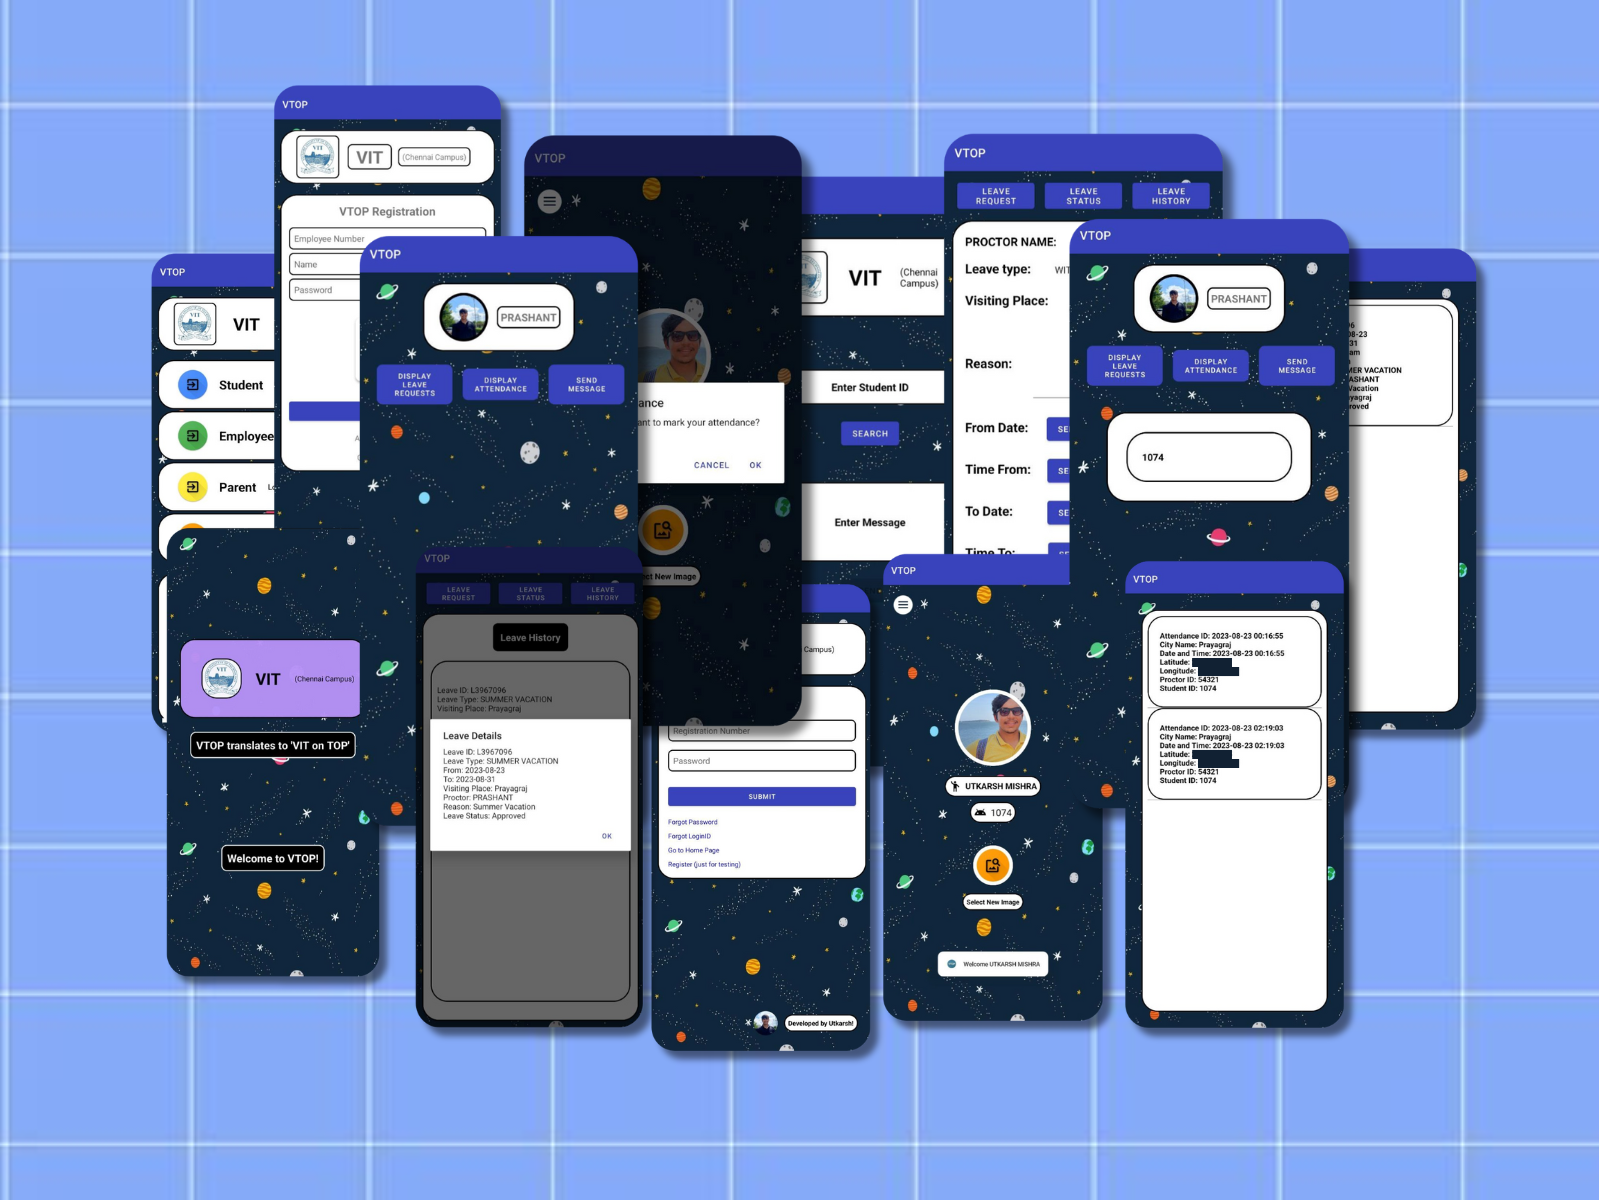 VTOP
VIT
(Chennai Campus)
VTOP Registration
Employee Number
Name
Password
VTOP
VIT
Student
Employee
Parent
VTOP
PRASHANT
DISPLAY
LEAVE
REQUESTS
DISPLAY
ATTENDANCE
SEND
MESSAGE
VTOP
ance
ant to mark your attendance?
CANCEL
OK
ct New Image
VIT
(Chennai
Campus)
Enter Student ID
SEARCH
Enter Message
VTOP
LEAVE
REQUEST
LEAVE
STATUS
LEAVE
HISTORY
PROCTOR NAME:
Leave type:
WIT
Visiting Place:
Reason:
From Date:
SE
Time From:
SE
To Date:
SE
Time To:
VTOP
PRASHANT
DISPLAY
LEAVE
REQUESTS
DISPLAY
ATTENDANCE
SEND
MESSAGE
1074
08-23
31
am
MER VACATION
ASHANT
Vacation
yagraj
roved
VIT
(Chennai Campus)
VTOP translates to 'VIT on TOP'
Welcome to VTOP!
VTOP
LEAVE
REQUEST
LEAVE
STATUS
LEAVE
HISTORY
Leave History
Leave ID: L3967096
Leave Type: SUMMER VACATION
Visiting Place: Prayagraj
Leave Details
Leave ID: L3967096
Leave Type: SUMMER VACATION
From: 2023-08-23
To: 2023-08-31
Visiting Place: Prayagraj
Proctor: PRASHANT
Reason: Summer Vacation
Leave Status: Approved
OK
Campus)
Registration Number
Password
SUBMIT
Forgot Password
Forgot LoginID
Go to Home Page
Register (just for testing)
Developed by Utkarsh!
VTOP
UTKARSH MISHRA
1074
Select New Image
Welcome UTKARSH MISHRA
VTOP
Attendance ID: 2023-08-23 00:16:55
City Name: Prayagraj
Date and Time: 2023-08-23 00:16:55
Latitude:
Longitude:
Proctor ID: 54321
Student ID: 1074
Attendance ID: 2023-08-23 02:19:03
City Name: Prayagraj
Date and Time: 2023-08-23 02:19:03
Latitude:
Longitude:
Proctor ID: 54321
Student ID: 1074